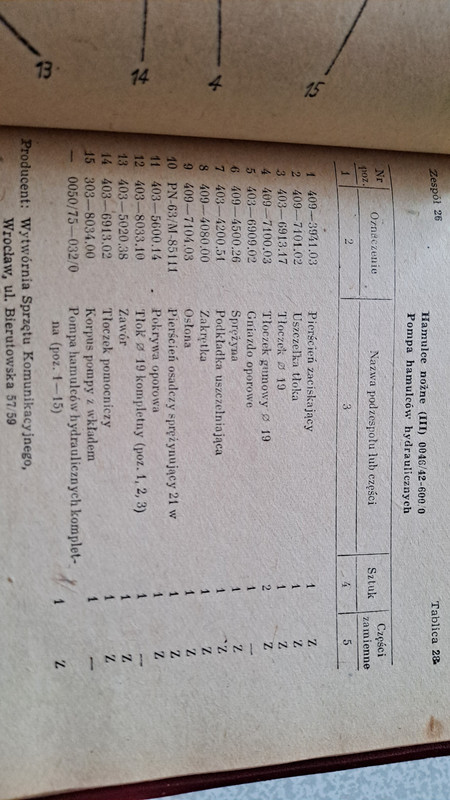 13
14
4
15
Zespół 26
Tablica 28
Hamulce nożne (III) 0046/42-600/0
Pompa hamulców hydraulicznych
Nr poz. Oznaczenie Nazwa podzespołu lub części Sztuk Części zamienne
1 2 3 4 5
1 409—3941.03 Pierścień zaciskający 1 Z
2 409—7101.02 Uszczelka tłoka 1 Z
3 403—6913.17 Tłoczek ⌀ 19 1 Z
4 409—7100.03 Tłoczek gumowy ⌀ 19 2 Z
5 403—6909.02 Gniazdo oporowe 1 —
6 409—4500.26 Sprężyna 1 Z
7 403—4200.51 Podkładka uszczelniająca 1 Z
8 409—4080.00 Zakrętka 1 Z
9 409—7104.03 Osłona 1 Z
10 PN-63/M-85111 Pierścień osadczy sprężynujący 21 w 1 Z
11 403—5600.14 Pokrywa oporowa 1 Z
12 403—8033.10 Tłok ⌀ 19 kompletny (poz. 1, 2, 3) 1 —
13 403—5020.38 Zawór 1 Z
14 403—6913.02 Tłoczek pomocniczy 1 Z
15 303—8034.00 Korpus pompy z wkładem 1 —
— 0050/75—032/0 Pompa hamulców hydraulicznych komplet-
na (poz. 1—15) 1 Z
Producent: Wytwórnia Sprzętu Komunikacyjnego,
Wrocław, ul. Bierutowska 57/59